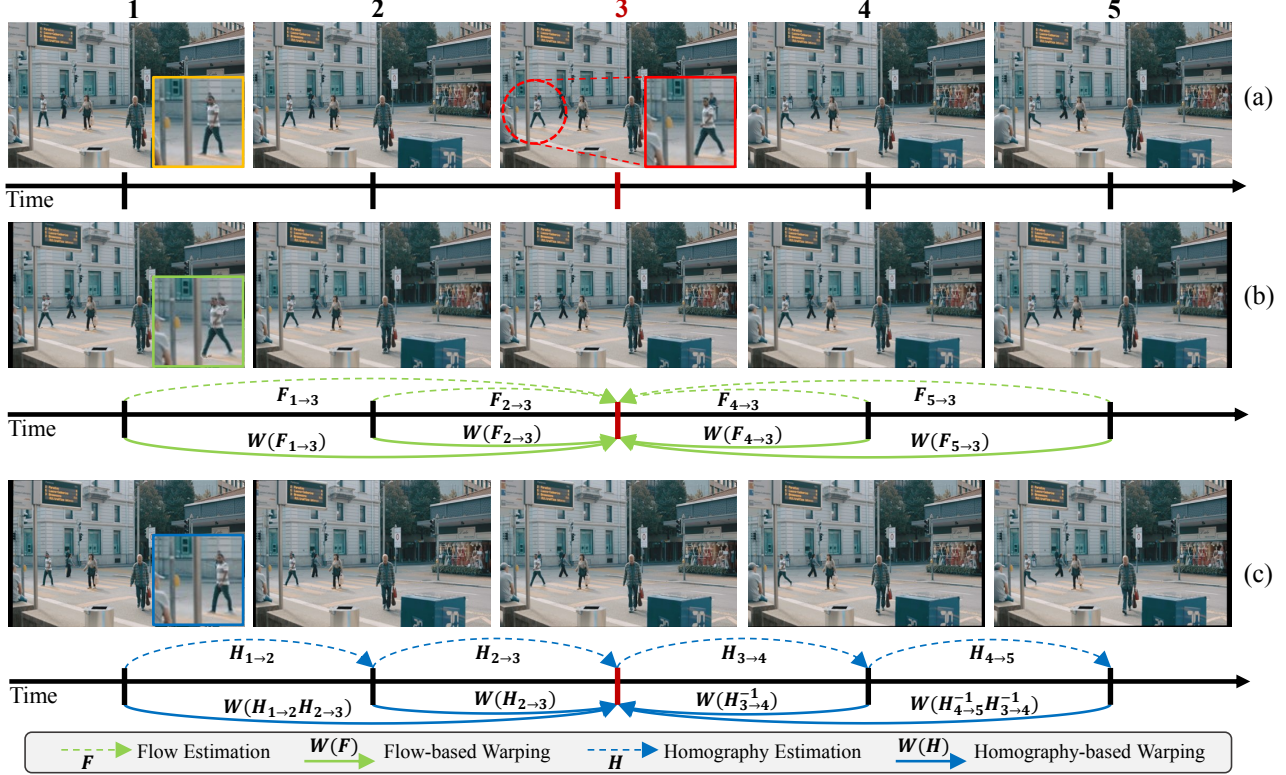 1 2 3 4 5
(a)
Time
(b)
F₁→₃ F₂→₃ F₄→₃ F₅→₃
Time
W(F₁→₃) W(F₂→₃) W(F₄→₃) W(F₅→₃)
(c)
H₁→₂ H₂→₃ H₃→₄ H₄→₅
Time
W(H₁→₂H₂→₃) W(H₂→₃) W(H₃→₄⁻¹) W(H₄→₅⁻¹H₃→₄⁻¹)
F Flow Estimation W(F) Flow-based Warping H Homography Estimation W(H) Homography-based Warping